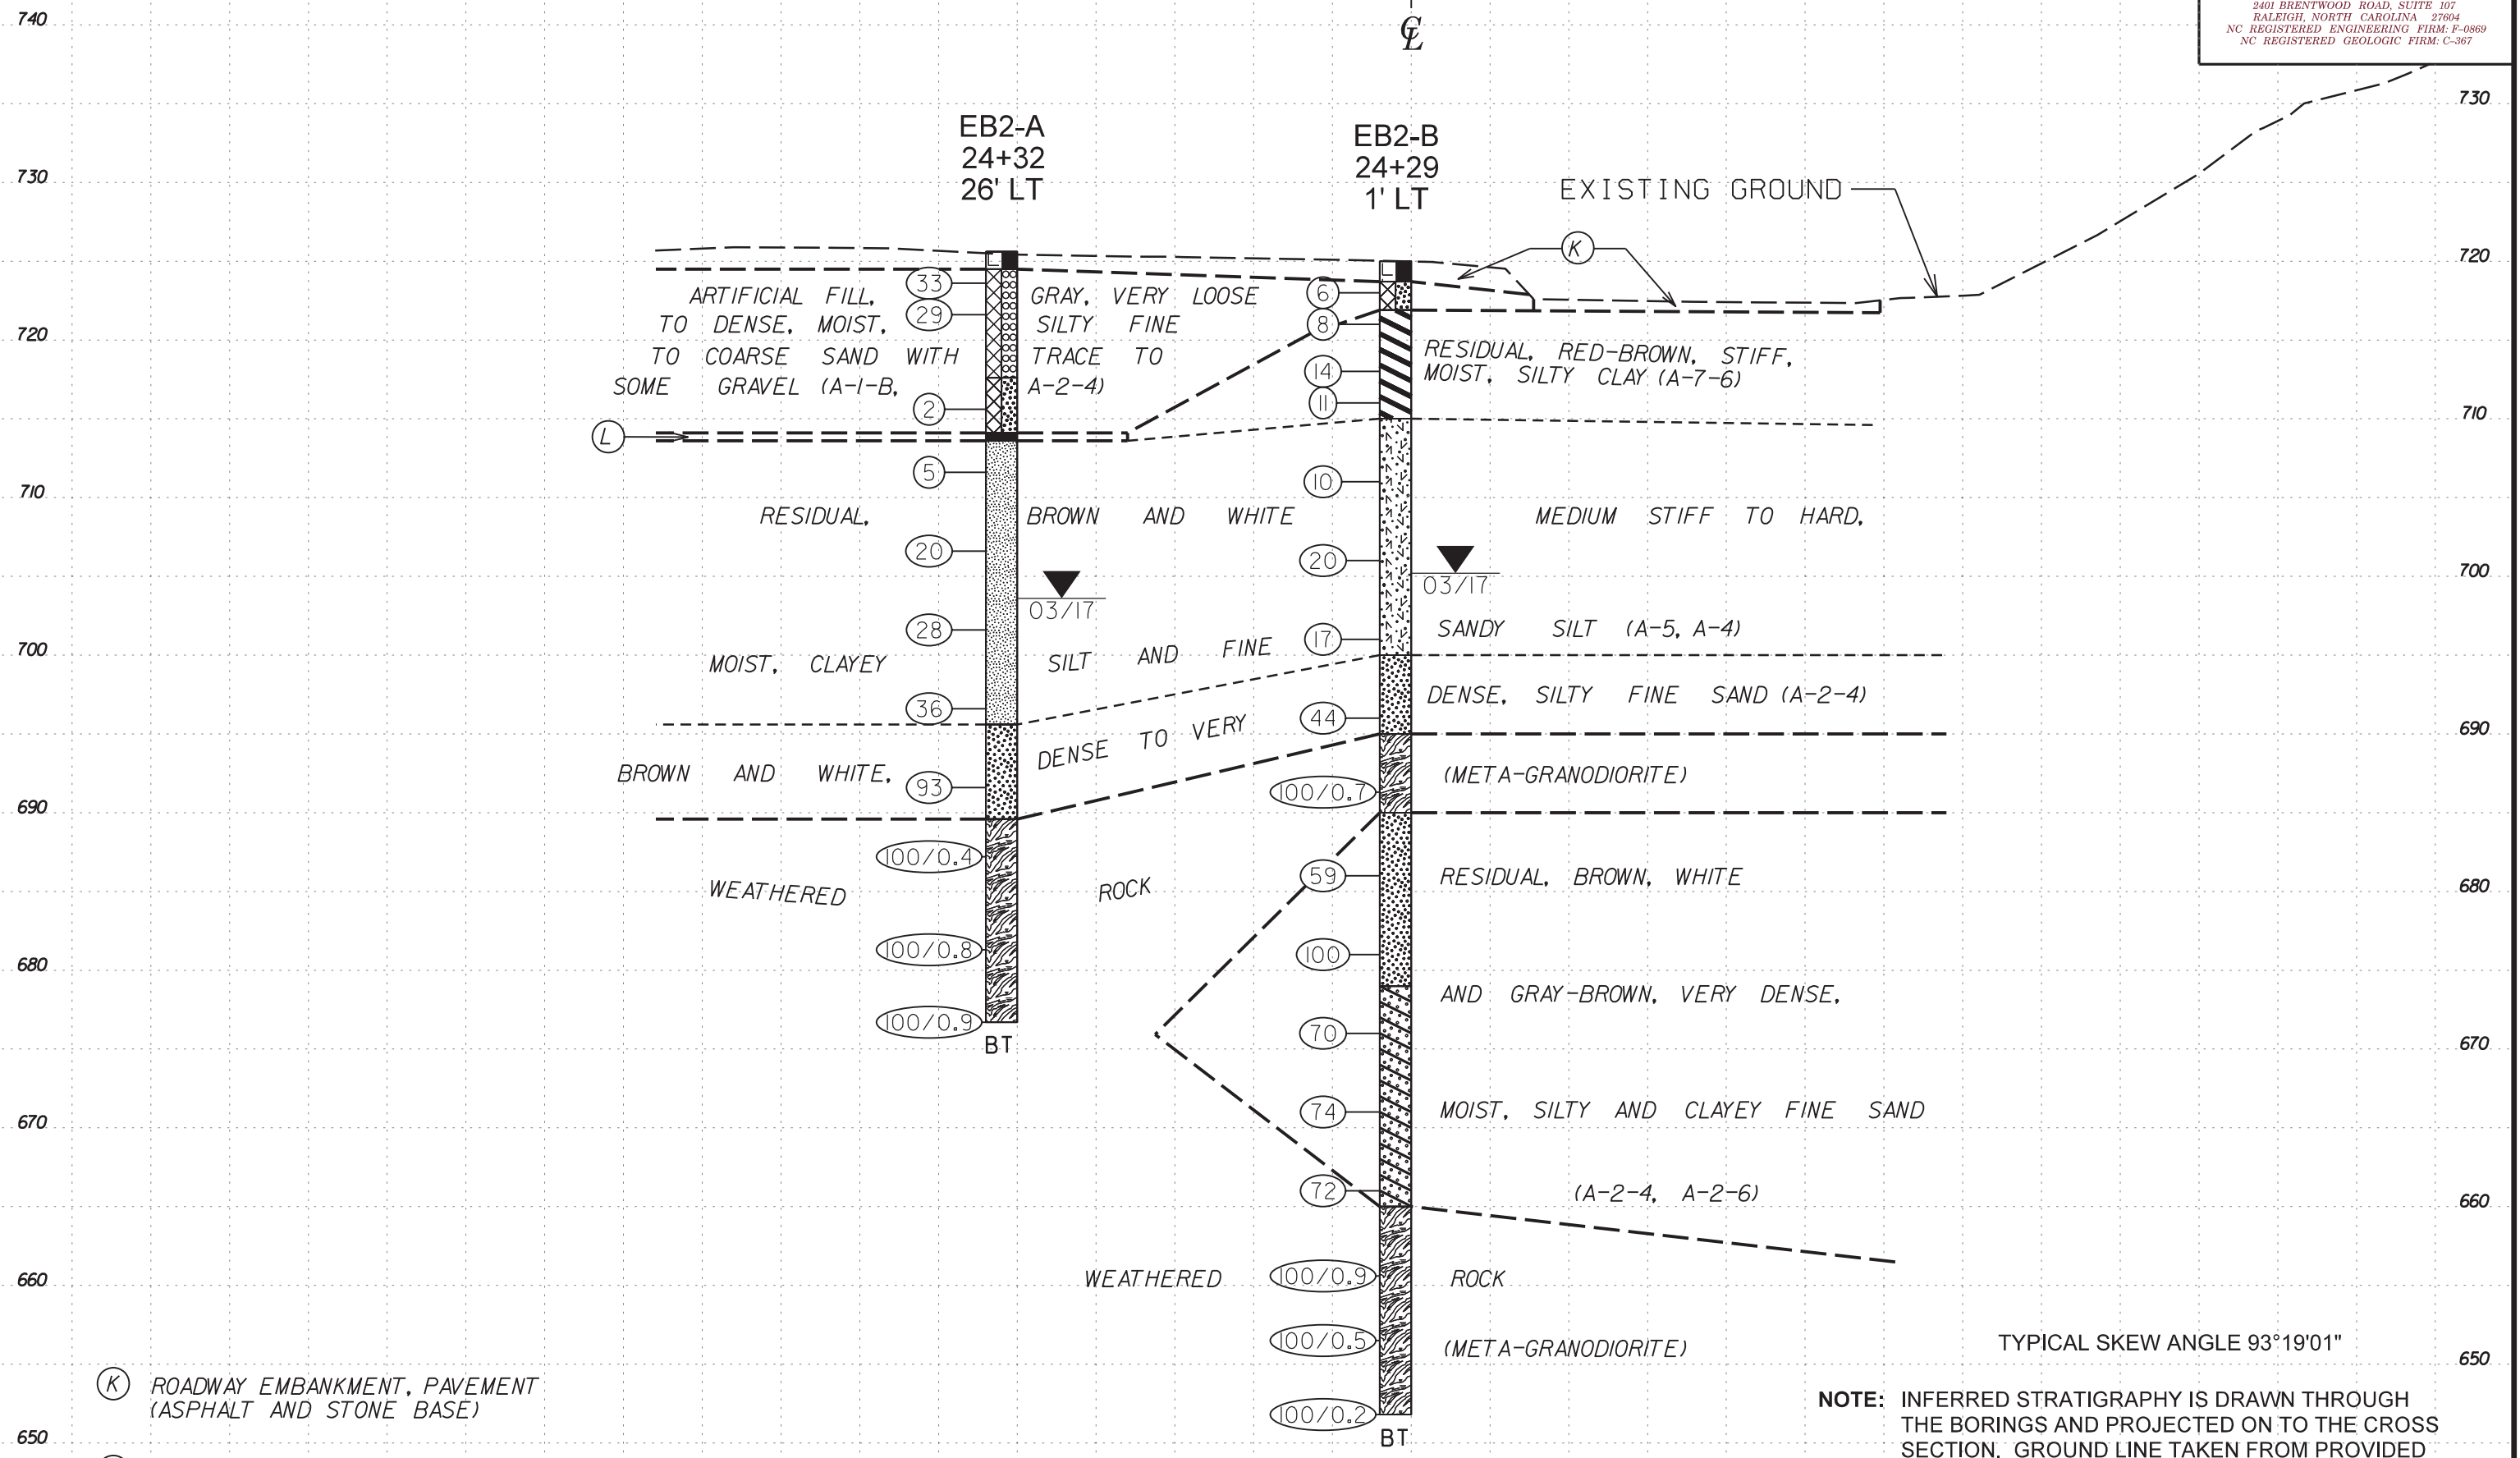 2401 BRENTWOOD ROAD, SUITE 107
RALEIGH, NORTH CAROLINA 27604
NC REGISTERED ENGINEERING FIRM: F-0869
NC REGISTERED GEOLOGIC FIRM: C-367
740
730
720
710
700
690
680
670
660
650
730
720
710
700
690
680
670
660
650
℄
EB2-A
24+32
26' LT
EB2-B
24+29
1' LT
EXISTING GROUND
K
L
33
29
2
5
20
28
36
93
100/0.4
100/0.8
100/0.9
BT
L
6
8
14
11
10
20
17
44
100/0.7
59
100
70
74
72
100/0.9
100/0.5
100/0.2
BT
L
ARTIFICIAL FILL, GRAY, VERY LOOSE
TO DENSE, MOIST, SILTY FINE
TO COARSE SAND WITH TRACE TO
SOME GRAVEL (A-1-B, A-2-4)
RESIDUAL, RED-BROWN, STIFF,
MOIST, SILTY CLAY (A-7-6)
RESIDUAL, BROWN AND WHITE MEDIUM STIFF TO HARD,
03/17
03/17
MOIST, CLAYEY SILT AND FINE SANDY SILT (A-5, A-4)
BROWN AND WHITE, DENSE TO VERY DENSE, SILTY FINE SAND (A-2-4)
WEATHERED ROCK (META-GRANODIORITE)
RESIDUAL, BROWN, WHITE
AND GRAY-BROWN, VERY DENSE,
MOIST, SILTY AND CLAYEY FINE SAND
(A-2-4, A-2-6)
WEATHERED ROCK
(META-GRANODIORITE)
K ROADWAY EMBANKMENT, PAVEMENT
(ASPHALT AND STONE BASE)
TYPICAL SKEW ANGLE 93°19'01"
NOTE: INFERRED STRATIGRAPHY IS DRAWN THROUGH
THE BORINGS AND PROJECTED ON TO THE CROSS
SECTION. GROUND LINE TAKEN FROM PROVIDED